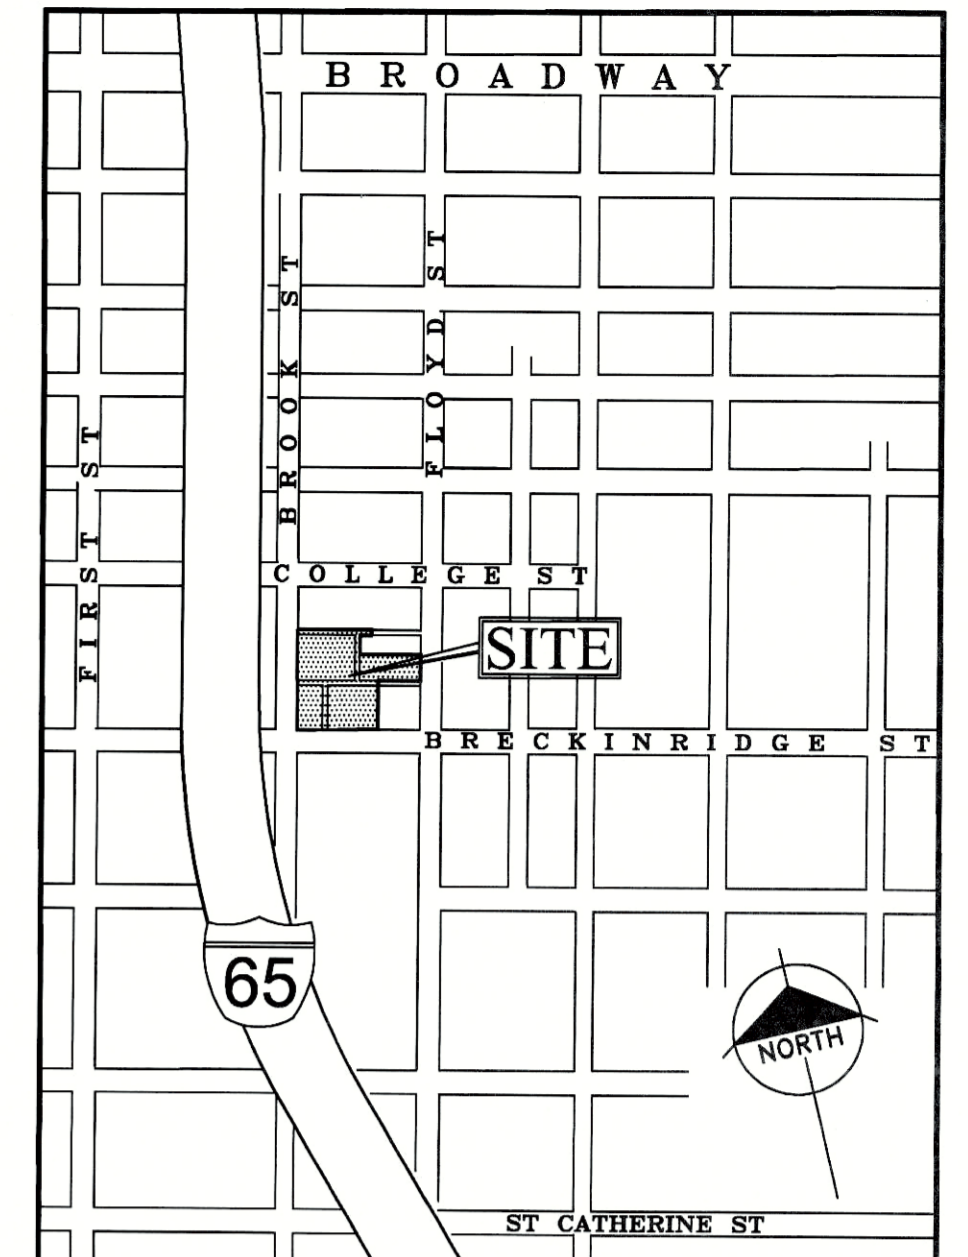 BROADWAY
BROOK ST
FLOYD ST
FIRST ST
COLLEGE ST
SITE
BRECKINRIDGE ST
65
NORTH
ST CATHERINE ST